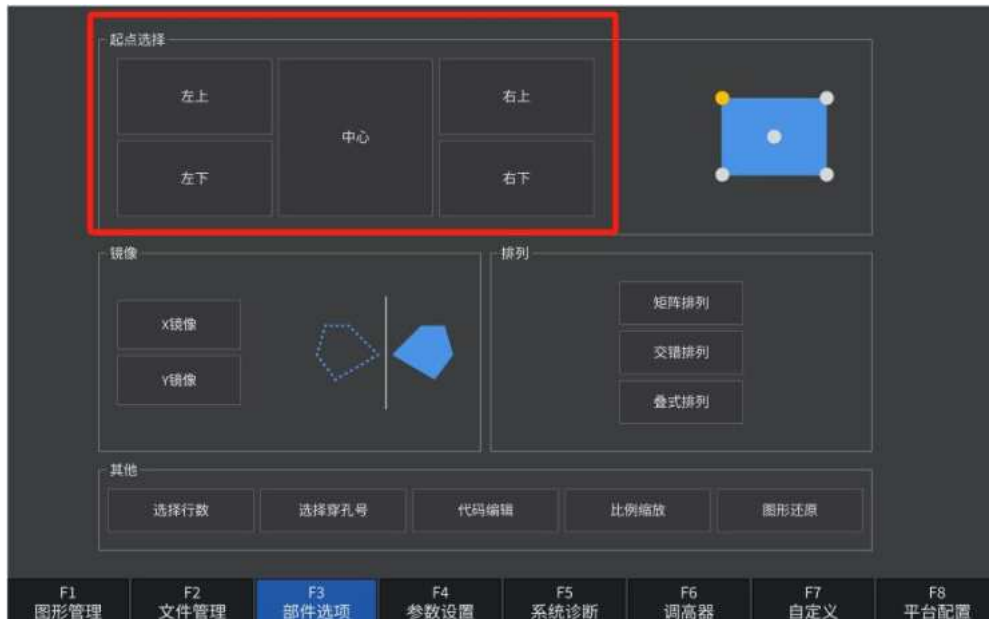 起点选择
左上
中心
右上
左下
右下
镜像
X镜像
Y镜像
排列
矩阵排列
交错排列
叠式排列
其他
选择行数
选择穿孔号
代码编辑
比例缩放
图形还原
F1
图形管理
F2
文件管理
F3
部件选项
F4
参数设置
F5
系统诊断
F6
调高器
F7
自定义
F8
平台配置